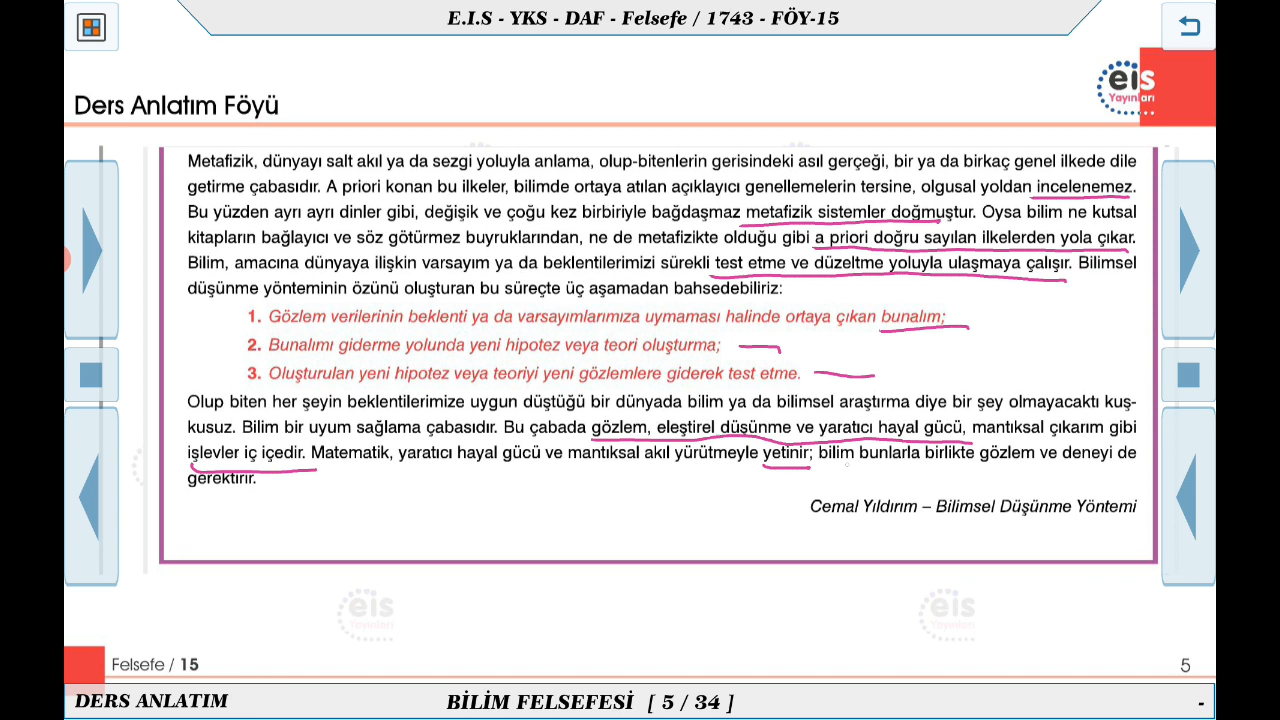 E.I.S - YKS - DAF - Felsefe / 1743 - FÖY-15
eis
Yayınları
Ders Anlatım Föyü
Metafizik, dünyayı salt akıl ya da sezgi yoluyla anlama, olup-bitenlerin gerisindeki asıl gerçeği, bir ya da birkaç genel ilkede dile
getirme çabasıdır. A priori konan bu ilkeler, bilimde ortaya atılan açıklayıcı genellemelerin tersine, olgusal yoldan incelenemez.
Bu yüzden ayrı ayrı dinler gibi, değişik ve çoğu kez birbiriyle bağdaşmaz metafizik sistemler doğmuştur. Oysa bilim ne kutsal
kitapların bağlayıcı ve söz götürmez buyruklarından, ne de metafizikte olduğu gibi a priori doğru sayılan ilkelerden yola çıkar.
Bilim, amacına dünyaya ilişkin varsayım ya da beklentilerimizi sürekli test etme ve düzeltme yoluyla ulaşmaya çalışır. Bilimsel
düşünme yönteminin özünü oluşturan bu süreçte üç aşamadan bahsedebiliriz:
1. Gözlem verilerinin beklenti ya da varsayımlarımıza uymaması halinde ortaya çıkan bunalım;
2. Bunalımı giderme yolunda yeni hipotez veya teori oluşturma;
3. Oluşturulan yeni hipotez veya teoriyi yeni gözlemlere giderek test etme.
Olup biten her şeyin beklentilerimize uygun düştüğü bir dünyada bilim ya da bilimsel araştırma diye bir şey olmayacaktı kuş-
kusuz. Bilim bir uyum sağlama çabasıdır. Bu çabada gözlem, eleştirel düşünme ve yaratıcı hayal gücü, mantıksal çıkarım gibi
işlevler iç içedir. Matematik, yaratıcı hayal gücü ve mantıksal akıl yürütmeyle yetinir; bilim bunlarla birlikte gözlem ve deneyi de
gerektirir.
Cemal Yıldırım – Bilimsel Düşünme Yöntemi
eis
Yayınları
eis
Yayınları
Felsefe / 15
5
DERS ANLATIM
BİLİM FELSEFESİ [ 5 / 34 ]
-